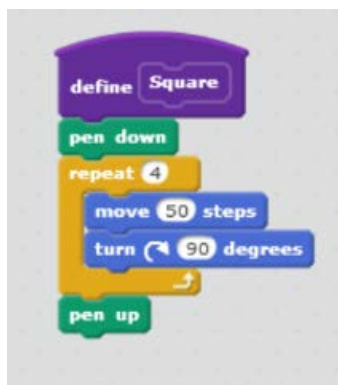 define Square
pen down
repeat 4
move 50 steps
turn 90 degrees
pen up